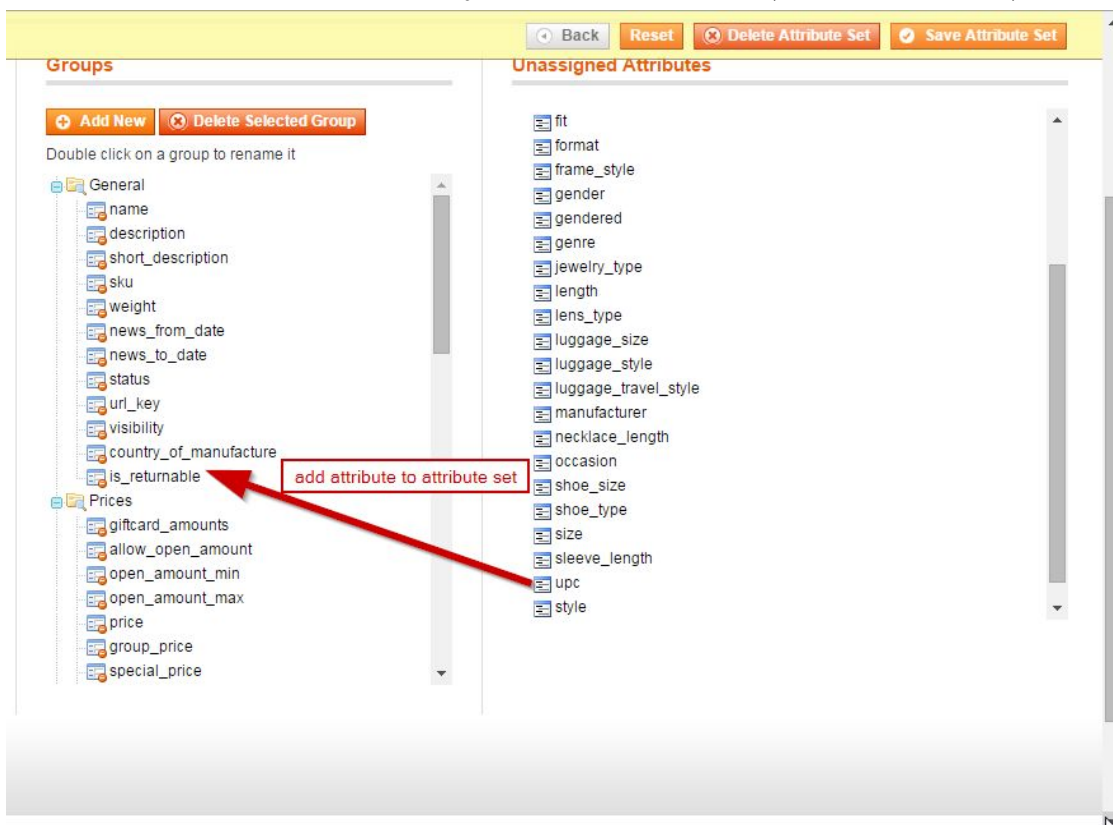 Back Reset Delete Attribute Set Save Attribute Set
Groups
Add New Delete Selected Group
Double click on a group to rename it
General
name
description
short_description
sku
weight
news_from_date
news_to_date
status
url_key
visibility
country_of_manufacture
is_returnable
Prices
giftcard_amounts
allow_open_amount
open_amount_min
open_amount_max
price
group_price
special_price
add attribute to attribute set
Unassigned Attributes
fit
format
frame_style
gender
gendered
genre
jewelry_type
length
lens_type
luggage_size
luggage_style
luggage_travel_style
manufacturer
necklace_length
occasion
shoe_size
shoe_type
size
sleeve_length
upc
style